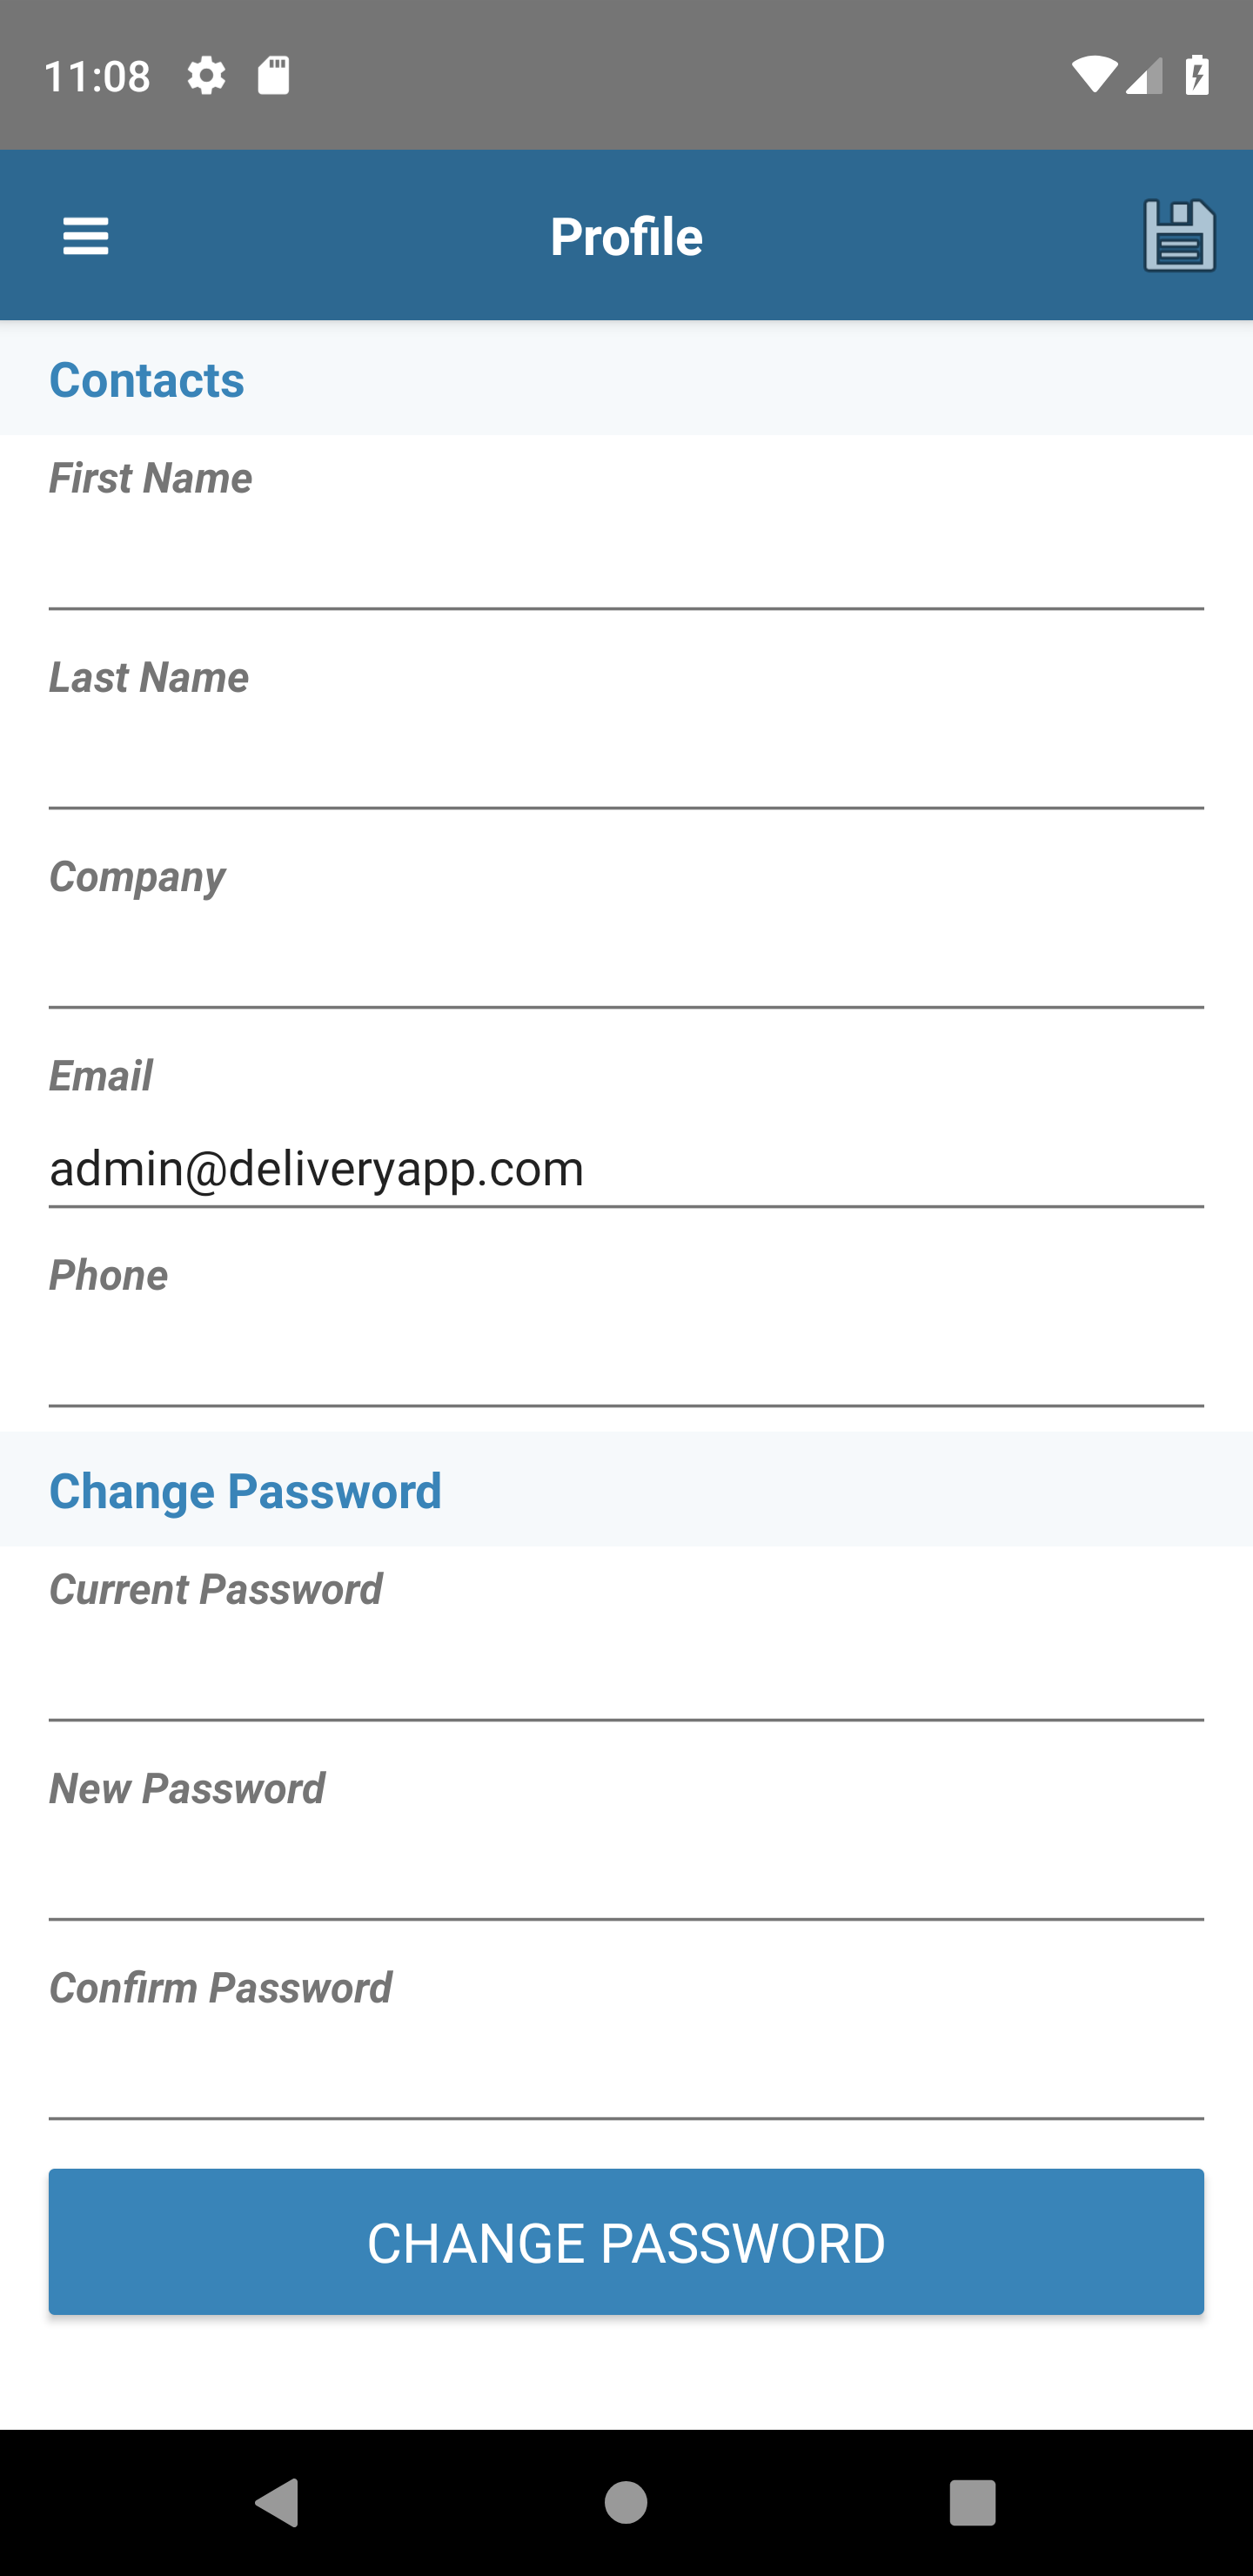 11:08
Profile
Contacts
First Name
Last Name
Company
Email
admin@deliveryapp.com
Phone
Change Password
Current Password
New Password
Confirm Password
CHANGE PASSWORD